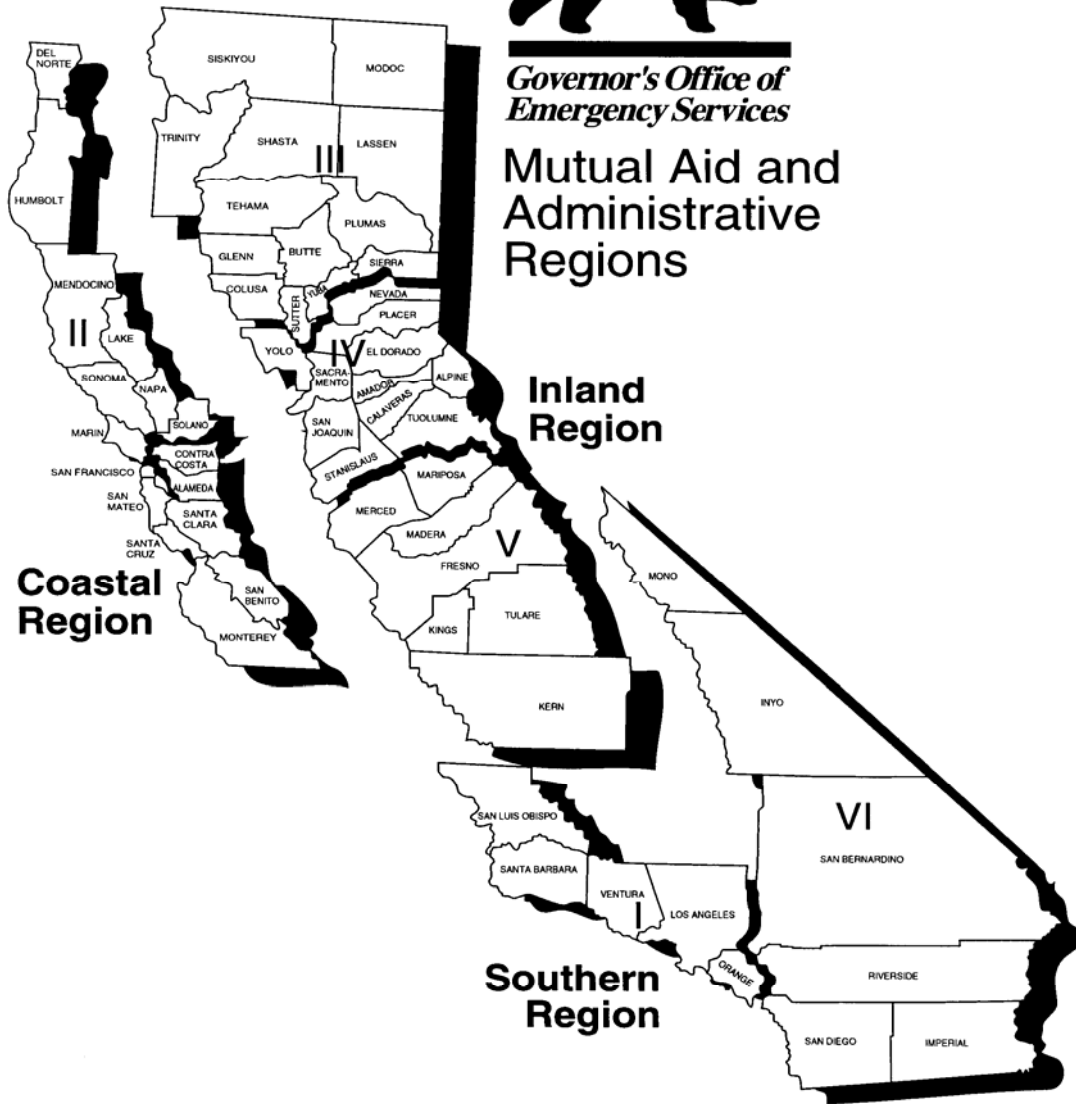 Governor's Office of
Emergency Services
Mutual Aid and
Administrative
Regions
DEL
NORTE
HUMBOLT
MENDOCINO
II
LAKE
SONOMA
NAPA
SOLANO
MARIN
CONTRA
COSTA
SAN FRANCISCO
ALAMEDA
SAN
MATEO
SANTA
CLARA
SANTA
CRUZ
SAN
BENITO
MONTEREY
Coastal
Region
SISKIYOU
MODOC
TRINITY
SHASTA
III
LASSEN
TEHAMA
PLUMAS
GLENN
BUTTE
SIERRA
COLUSA
SUTTER
YUBA
NEVADA
PLACER
YOLO
IV
EL DORADO
SACRA-
MENTO
AMADOR
ALPINE
CALAVERAS
SAN
JOAQUIN
TUOLUMNE
STANISLAUS
MARIPOSA
MERCED
MADERA
V
FRESNO
KINGS
TULARE
KERN
Inland
Region
MONO
INYO
VI
SAN BERNARDINO
SAN LUIS OBISPO
SANTA BARBARA
VENTURA
I
LOS ANGELES
ORANGE
RIVERSIDE
SAN DIEGO
IMPERIAL
Southern
Region